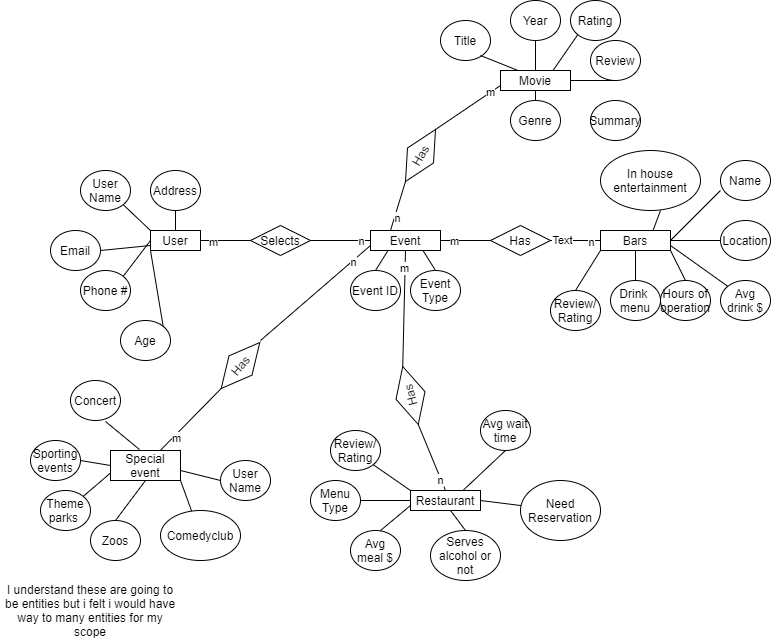 Year
Rating
Title
Review
Movie
m
Genre
Summary
Has
In house
entertainment
Name
User
Name
Address
n
User
m
Selects
n
Event
m
Has
Text
n
Bars
Location
Email
n
m
Phone #
Event ID
Event
Type
Review/
Rating
Drink
menu
Hours of
operation
Avg
drink $
Age
Has
Has
Concert
m
Avg wait
time
Review/
Rating
Sporting
events
Special
event
n
User
Name
Menu
Type
Restaurant
Need
Reservation
Theme
parks
Zoos
Comedyclub
Avg
meal $
Serves
alcohol or
not
I understand these are going to
be entities but i felt i would have
way to many entities for my
scope